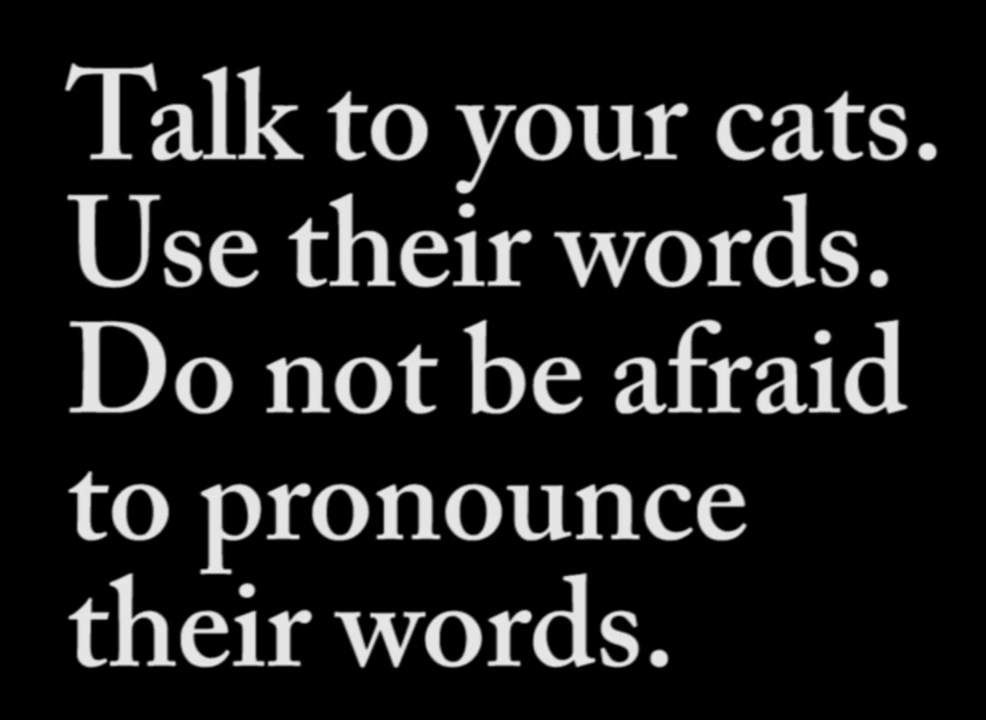 Talk to your cats.
Use their words.
Do not be afraid
to pronounce
their words.